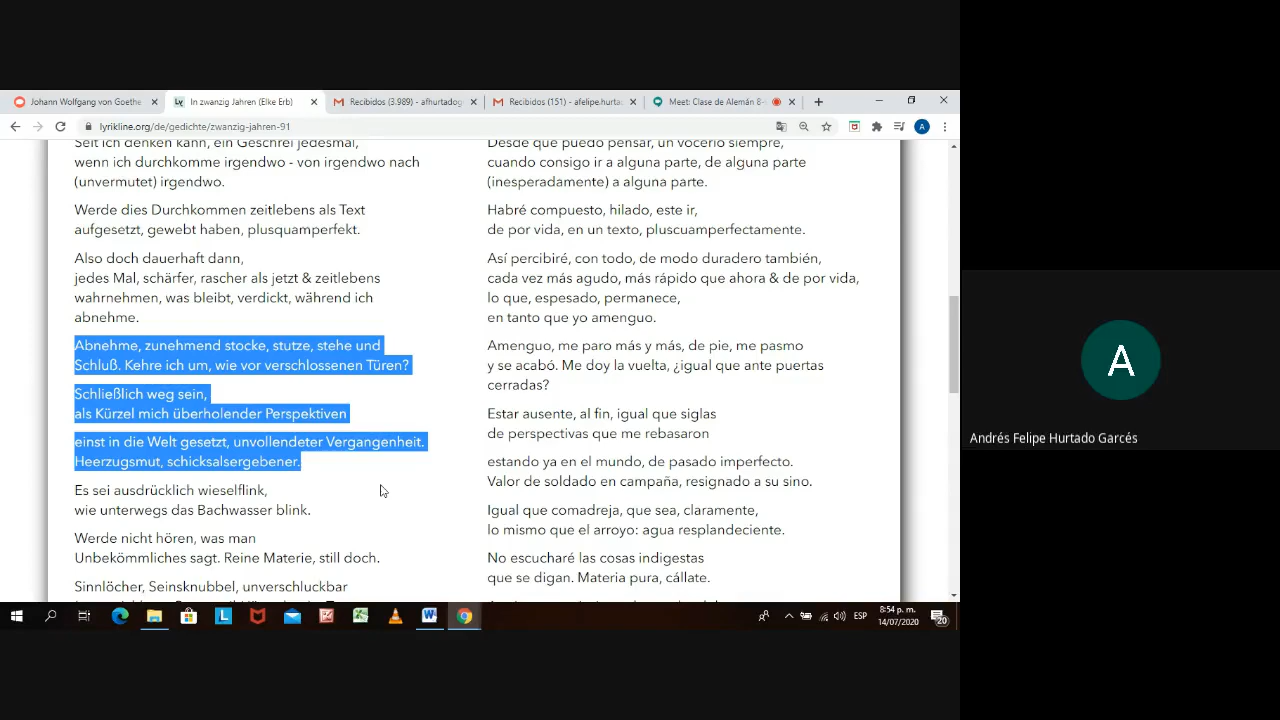 Johann Wolfgang von Goethe
In zwanzig Jahren (Elke Erb)
Recibidos (3.989) - afhurtadog
Recibidos (151) - afelipe.hurta
Meet: Clase de Alemán 8-
lyrikline.org/de/gedichte/zwanzig-jahren-91
Seit ich denken kann, ein Geschrei jedesmal,
wenn ich durchkomme irgendwo - von irgendwo nach
(unvermutet) irgendwo.
Werde dies Durchkommen zeitlebens als Text
aufgesetzt, gewebt haben, plusquamperfekt.
Also doch dauerhaft dann,
jedes Mal, schärfer, rascher als jetzt & zeitlebens
wahrnehmen, was bleibt, verdickt, während ich
abnehme.
Abnehme, zunehmend stocke, stutze, stehe und
Schluß. Kehre ich um, wie vor verschlossenen Türen?
Schließlich weg sein,
als Kürzel mich überholender Perspektiven
einst in die Welt gesetzt, unvollendeter Vergangenheit.
Heerzugsmut, schicksalsergebener.
Es sei ausdrücklich wieselflink,
wie unterwegs das Bachwasser blink.
Werde nicht hören, was man
Unbekömmliches sagt. Reine Materie, still doch.
Sinnlöcher, Seinsknubbel, unverschluckbar
Desde que puedo pensar, un vocerío siempre,
cuando consigo ir a alguna parte, de alguna parte
(inesperadamente) a alguna parte.
Habré compuesto, hilado, este ir,
de por vida, en un texto, pluscuamperfectamente.
Así percibiré, con todo, de modo duradero también,
cada vez más agudo, más rápido que ahora & de por vida,
lo que, espesado, permanece,
en tanto que yo amenguo.
Amenguo, me paro más y más, de pie, me pasmo
y se acabó. Me doy la vuelta, ¿igual que ante puertas
cerradas?
Estar ausente, al fin, igual que siglas
de perspectivas que me rebasaron
estando ya en el mundo, de pasado imperfecto.
Valor de soldado en campaña, resignado a su sino.
Igual que comadreja, que sea, claramente,
lo mismo que el arroyo: agua resplandeciente.
No escucharé las cosas indigestas
que se digan. Materia pura, cállate.
A
Andrés Felipe Hurtado Garcés
ESP
8:54 p. m.
14/07/2020
20